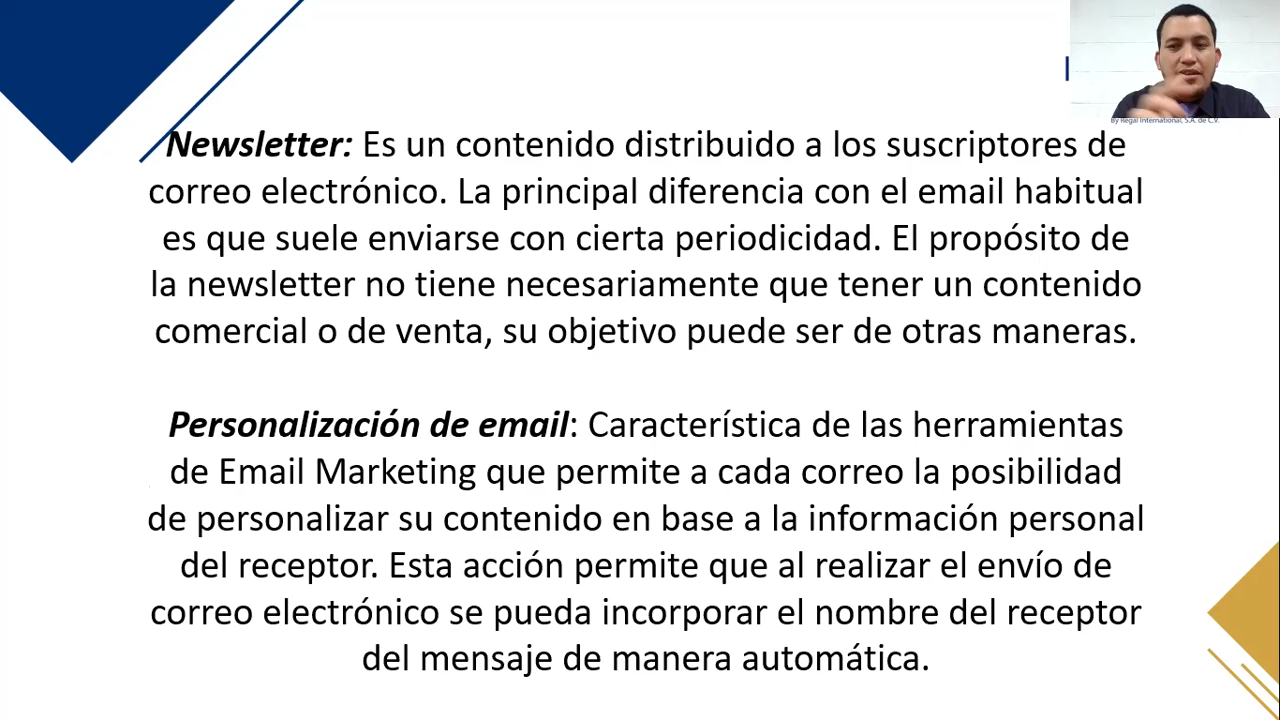 By Regal International, S.A. de C.V.
Newsletter: Es un contenido distribuido a los suscriptores de
correo electrónico. La principal diferencia con el email habitual
es que suele enviarse con cierta periodicidad. El propósito de
la newsletter no tiene necesariamente que tener un contenido
comercial o de venta, su objetivo puede ser de otras maneras.
Personalización de email: Característica de las herramientas
de Email Marketing que permite a cada correo la posibilidad
de personalizar su contenido en base a la información personal
del receptor. Esta acción permite que al realizar el envío de
correo electrónico se pueda incorporar el nombre del receptor
del mensaje de manera automática.